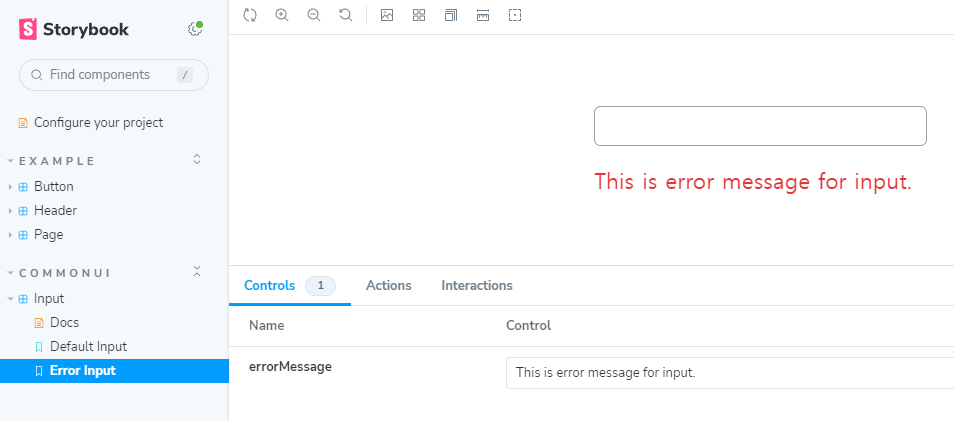 Storybook
Find components /
Configure your project
EXAMPLE
Button
Header
Page
COMMONUI
Input
Docs
Default Input
Error Input
This is error message for input.
Controls 1 Actions Interactions
Name Control
errorMessage This is error message for input.